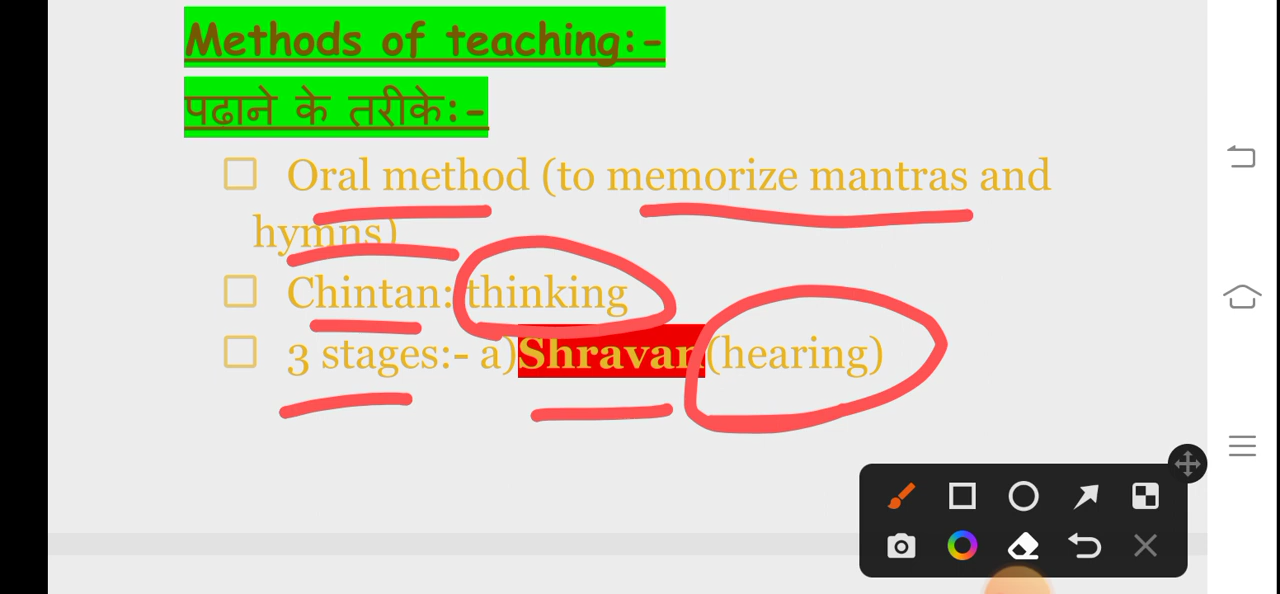 Methods of teaching:-
पढाने के तरीके:-
Oral method (to memorize mantras and
hymns)
Chintan: thinking
3 stages:- a)Shravan(hearing)